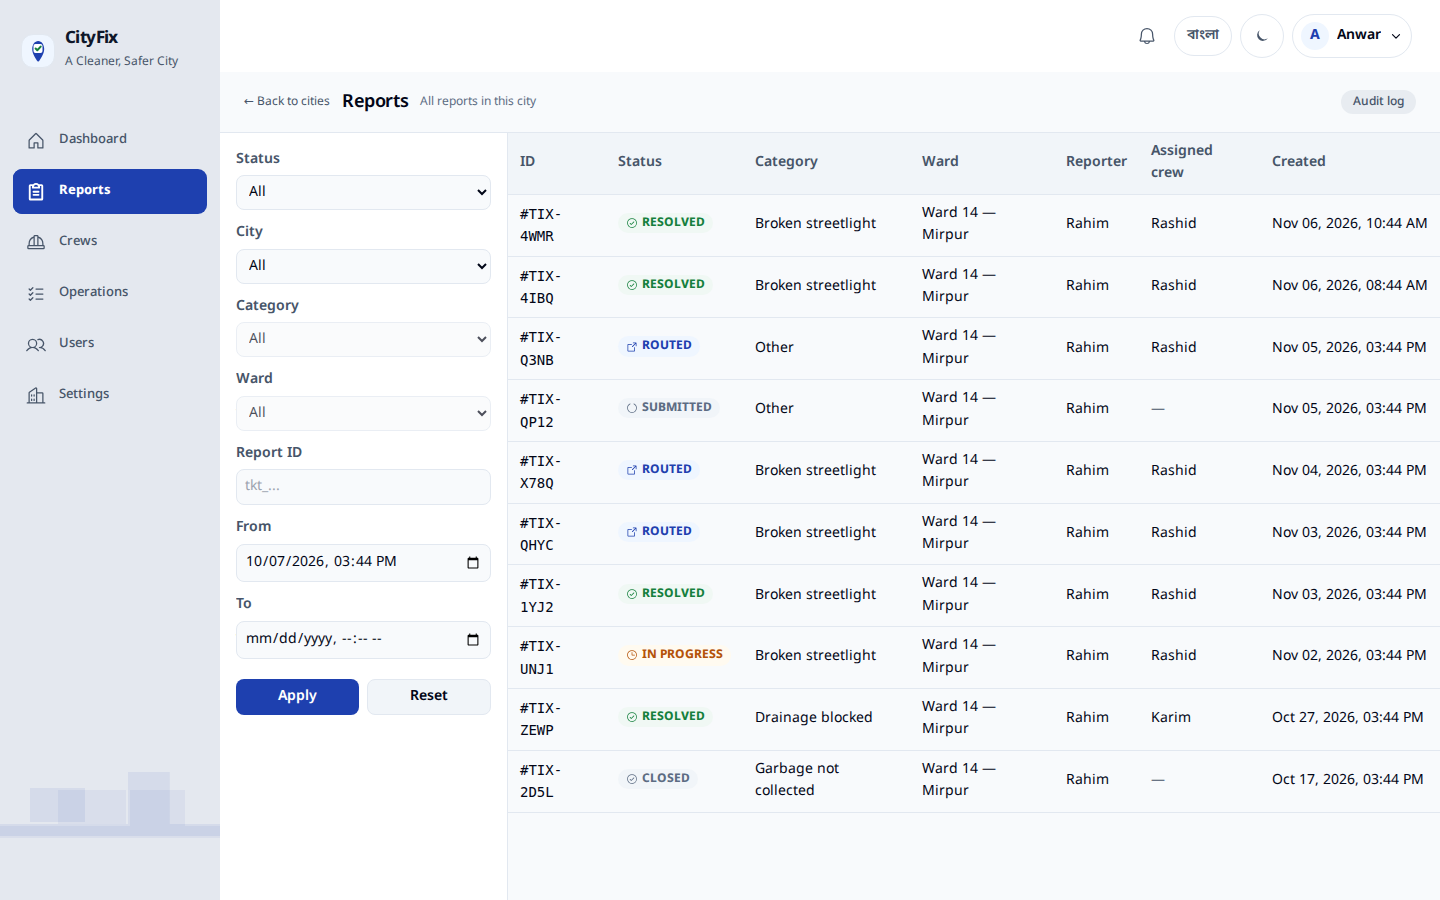 CityFix
A Cleaner, Safer City
Dashboard
Reports
Crews
Operations
Users
Settings
বাংলা
A
Anwar
← Back to cities
Reports
All reports in this city
Audit log
Status
All
City
All
Category
All
Ward
All
Report ID
tkt_...
From
10/07/2026, 03:44 PM
To
mm/dd/yyyy, --:-- --
Apply
Reset
ID Status Category Ward Reporter Assigned
crew Created
#TIX-
4WMR RESOLVED Broken streetlight Ward 14 —
Mirpur Rahim Rashid Nov 06, 2026, 10:44 AM
#TIX-
4IBQ RESOLVED Broken streetlight Ward 14 —
Mirpur Rahim Rashid Nov 06, 2026, 08:44 AM
#TIX-
Q3NB ROUTED Other Ward 14 —
Mirpur Rahim Rashid Nov 05, 2026, 03:44 PM
#TIX-
QP12 SUBMITTED Other Ward 14 —
Mirpur Rahim — Nov 05, 2026, 03:44 PM
#TIX-
X78Q ROUTED Broken streetlight Ward 14 —
Mirpur Rahim Rashid Nov 04, 2026, 03:44 PM
#TIX-
QHYC ROUTED Broken streetlight Ward 14 —
Mirpur Rahim Rashid Nov 03, 2026, 03:44 PM
#TIX-
1YJ2 RESOLVED Broken streetlight Ward 14 —
Mirpur Rahim Rashid Nov 03, 2026, 03:44 PM
#TIX-
UNJ1 IN PROGRESS Broken streetlight Ward 14 —
Mirpur Rahim Rashid Nov 02, 2026, 03:44 PM
#TIX-
ZEWP RESOLVED Drainage blocked Ward 14 —
Mirpur Rahim Karim Oct 27, 2026, 03:44 PM
#TIX-
2D5L CLOSED Garbage not
collected Ward 14 —
Mirpur Rahim — Oct 17, 2026, 03:44 PM